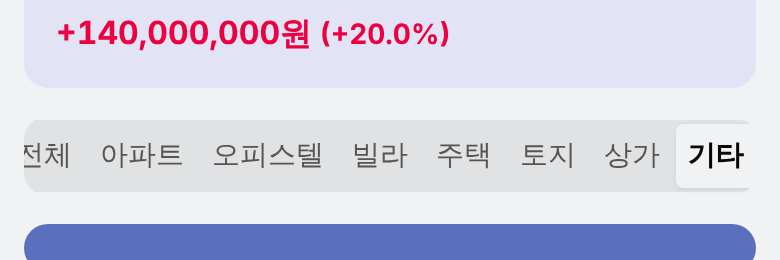 +140,000,000원 (+20.0%)
전체 아파트 오피스텔 빌라 주택 토지 상가 기타